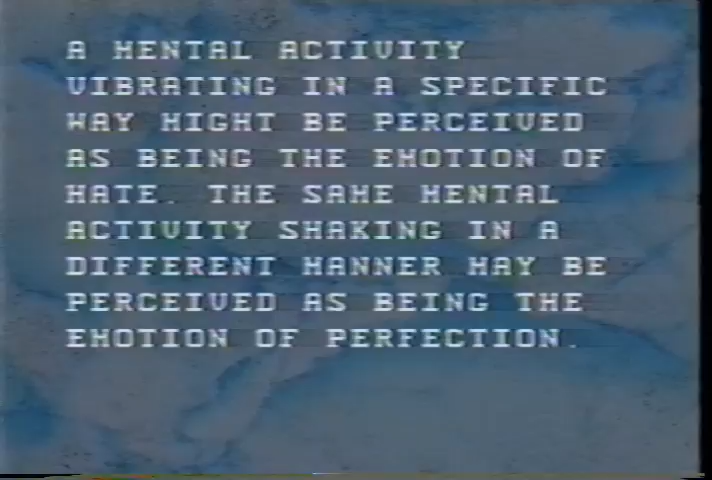 A MENTAL ACTIVITY
VIBRATING IN A SPECIFIC
WAY MIGHT BE PERCEIVED
AS BEING THE EMOTION OF
HATE. THE SAME MENTAL
ACTIVITY SHAKING IN A
DIFFERENT MANNER MAY BE
PERCEIVED AS BEING THE
EMOTION OF PERFECTION.